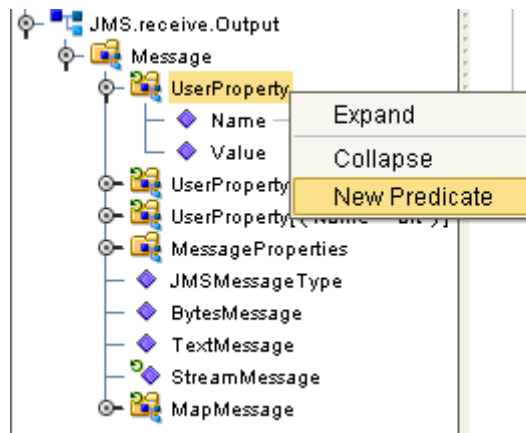 JMS.receive.Output
Message
UserProperty
Name
Value
UserProperty
UserProperty[
MessageProperties
JMSMessageType
BytesMessage
TextMessage
StreamMessage
MapMessage
Expand
Collapse
New Predicate